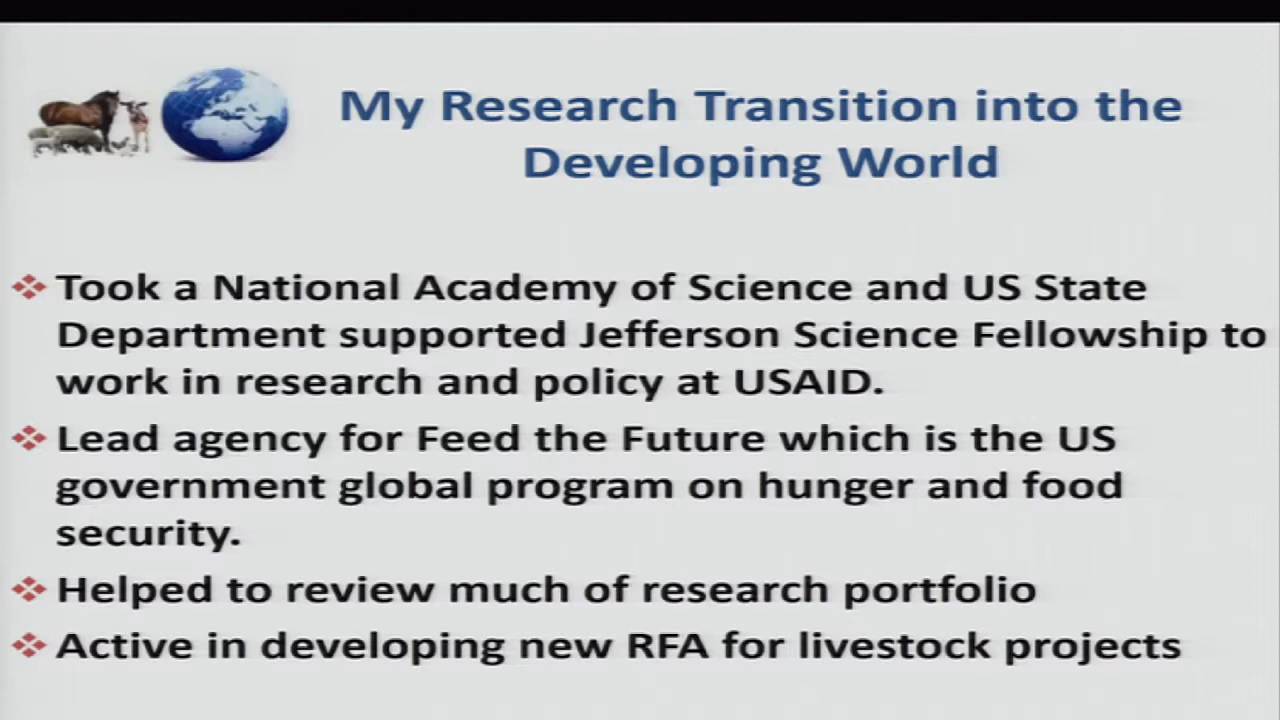 My Research Transition into the
Developing World
Took a National Academy of Science and US State
Department supported Jefferson Science Fellowship to
work in research and policy at USAID.
Lead agency for Feed the Future which is the US
government global program on hunger and food
security.
Helped to review much of research portfolio
Active in developing new RFA for livestock projects